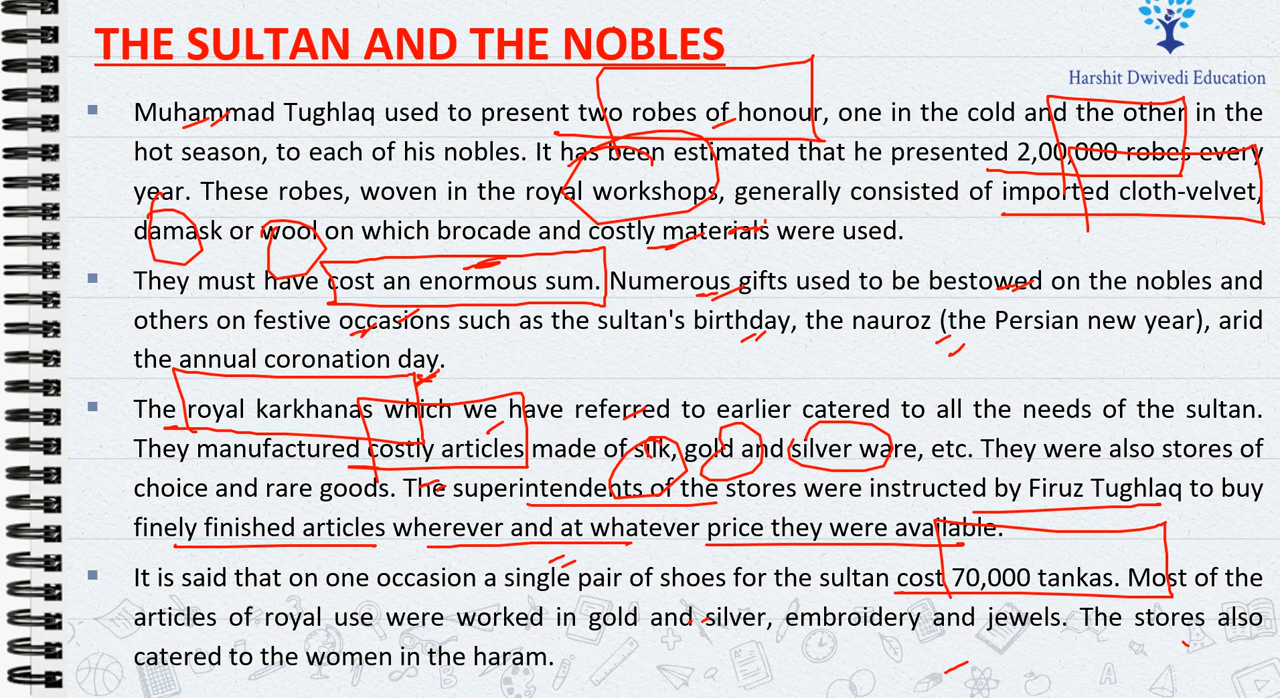 THE SULTAN AND THE NOBLES
Harshit Dwivedi Education
Muhammad Tughlaq used to present two robes of honour, one in the cold and the other in the
hot season, to each of his nobles. It has been estimated that he presented 2,00,000 robes every
year. These robes, woven in the royal workshops, generally consisted of imported cloth-velvet,
damask or wool on which brocade and costly materials were used.
They must have cost an enormous sum. Numerous gifts used to be bestowed on the nobles and
others on festive occasions such as the sultan's birthday, the nauroz (the Persian new year), arid
the annual coronation day.
The royal karkhanas which we have referred to earlier catered to all the needs of the sultan.
They manufactured costly articles made of silk, gold and silver ware, etc. They were also stores of
choice and rare goods. The superintendents of the stores were instructed by Firuz Tughlaq to buy
finely finished articles wherever and at whatever price they were available.
It is said that on one occasion a single pair of shoes for the sultan cost 70,000 tankas. Most of the
articles of royal use were worked in gold and silver, embroidery and jewels. The stores also
catered to the women in the haram.